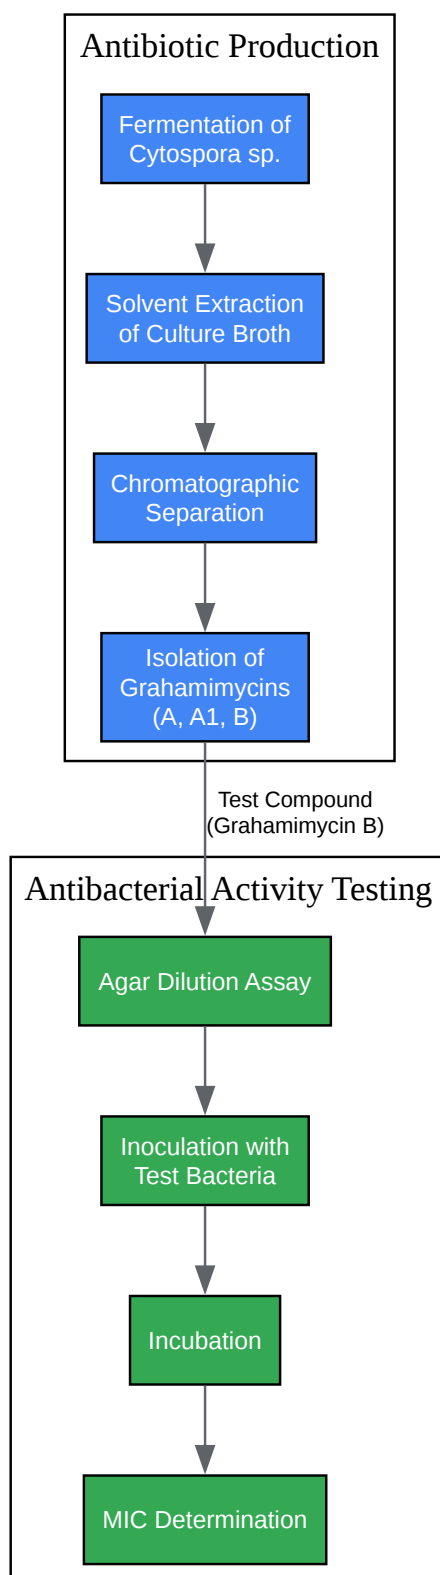 Antibiotic Production
Fermentation of
Cytospora sp.
Solvent Extraction
of Culture Broth
Chromatographic
Separation
Isolation of
Grahamimycins
(A, A1, B)
Test Compound
(Grahamimycin B)
Antibacterial Activity Testing
Agar Dilution Assay
Inoculation with
Test Bacteria
Incubation
MIC Determination